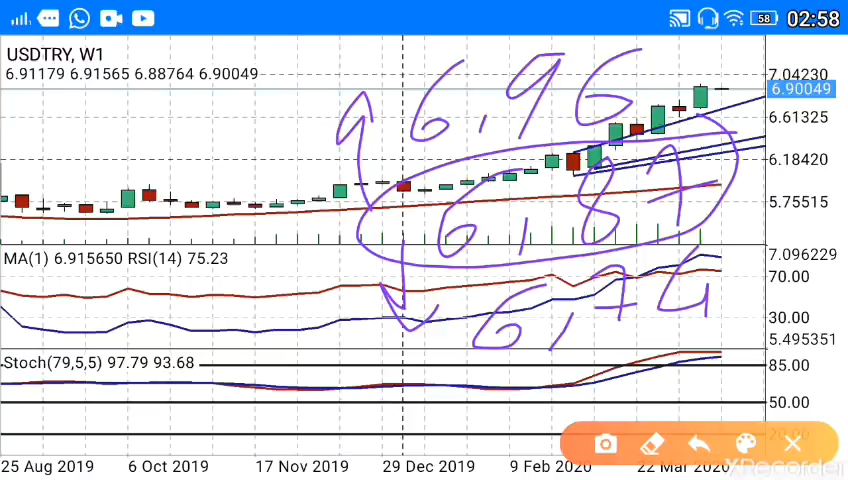 58 02:58
USDTRY, W1
6.91179 6.91565 6.88764 6.90049
7.04230
6.90049
6.61325
6.18420
5.75515
6,96
6,87
6,74
MA(1) 6.915650 RSI(14) 75.23
7.096229
70.00
30.00
5.495351
Stoch(79,5,5) 97.79 93.68
85.00
50.00
20.00
25 Aug 2019 6 Oct 2019 17 Nov 2019 29 Dec 2019 9 Feb 2020 22 Mar 2020
XRecorder